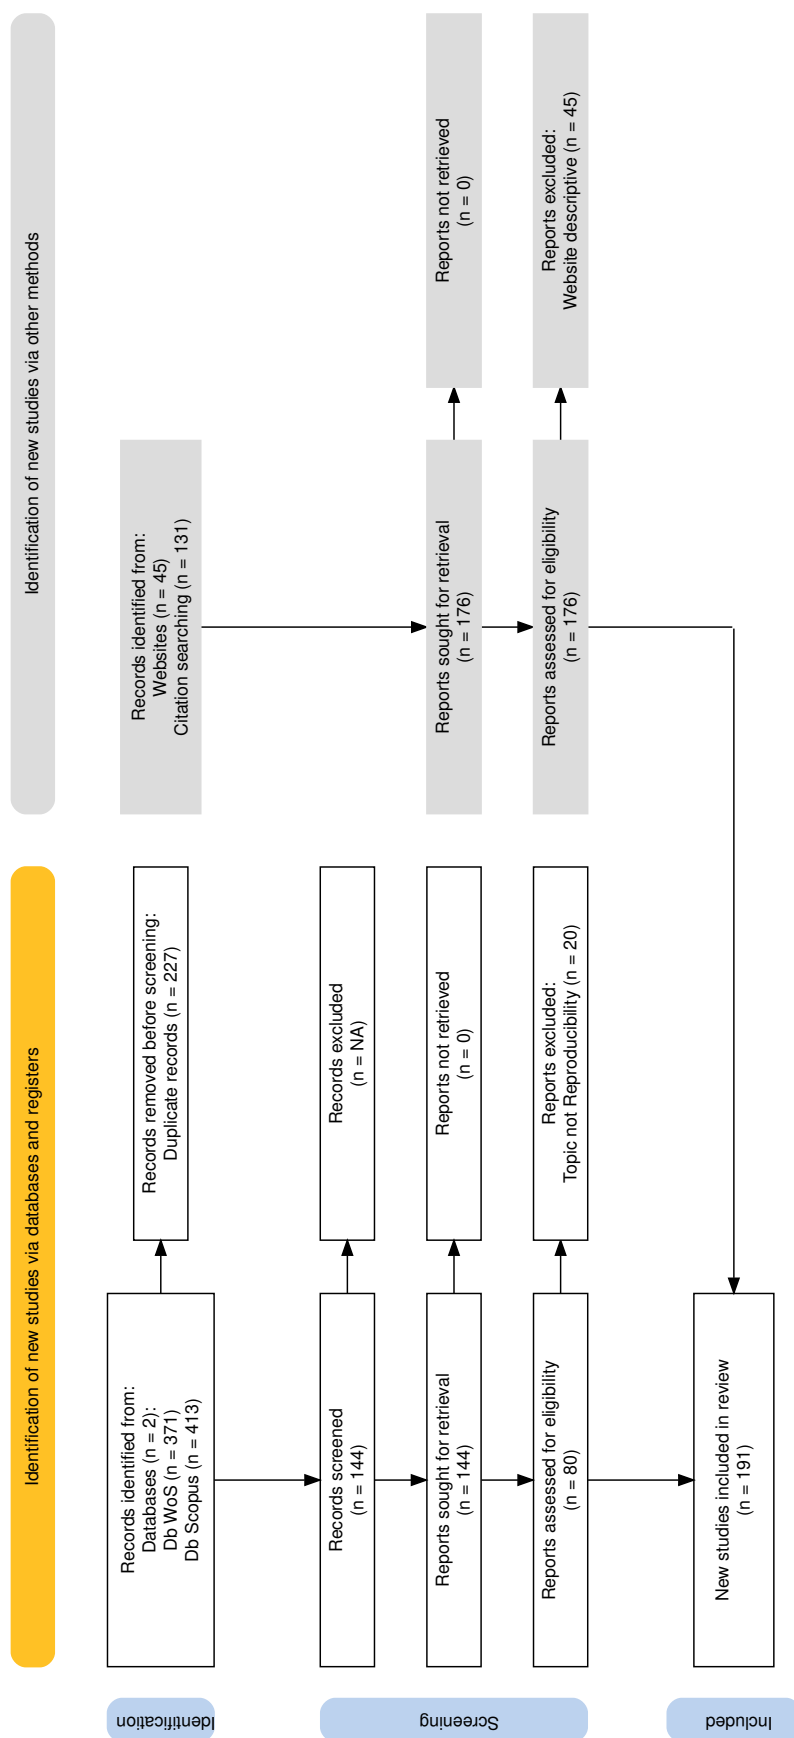 Identification of new studies via databases and registers
Identification of new studies via other methods
Identification
Records identified from:
Databases (n = 2):
Db WoS (n = 371)
Db Scopus (n = 413)
Records removed before screening:
Duplicate records (n = 227)
Records identified from:
Websites (n = 45)
Citation searching (n = 131)
Screening
Records screened
(n = 144)
Records excluded
(n = NA)
Reports sought for retrieval
(n = 144)
Reports not retrieved
(n = 0)
Reports sought for retrieval
(n = 176)
Reports not retrieved
(n = 0)
Reports assessed for eligibility
(n = 80)
Reports excluded:
Topic not Reproducibility (n = 20)
Reports assessed for eligibility
(n = 176)
Reports excluded:
Website descriptive (n = 45)
Included
New studies included in review
(n = 191)